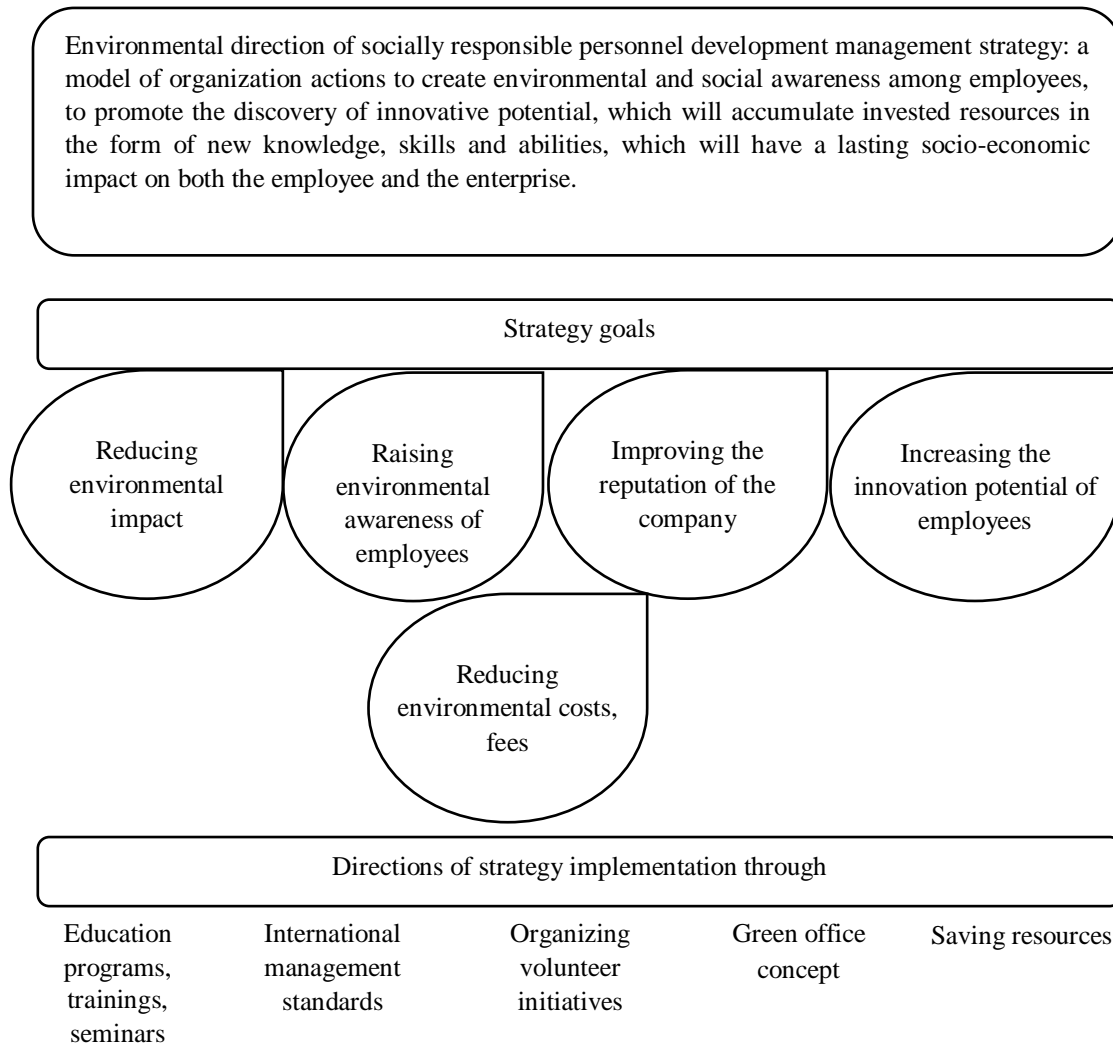 Environmental direction of socially responsible personnel development management strategy: a
model of organization actions to create environmental and social awareness among employees,
to promote the discovery of innovative potential, which will accumulate invested resources in
the form of new knowledge, skills and abilities, which will have a lasting socio-economic
impact on both the employee and the enterprise.
Strategy goals
Reducing
environmental
impact
Raising
environmental
awareness of
employees
Improving the
reputation of the
company
Increasing the
innovation potential of
employees
Reducing
environmental costs,
fees
Directions of strategy implementation through
Education
programs,
trainings,
seminars
International
management
standards
Organizing
volunteer
initiatives
Green office
concept
Saving resources